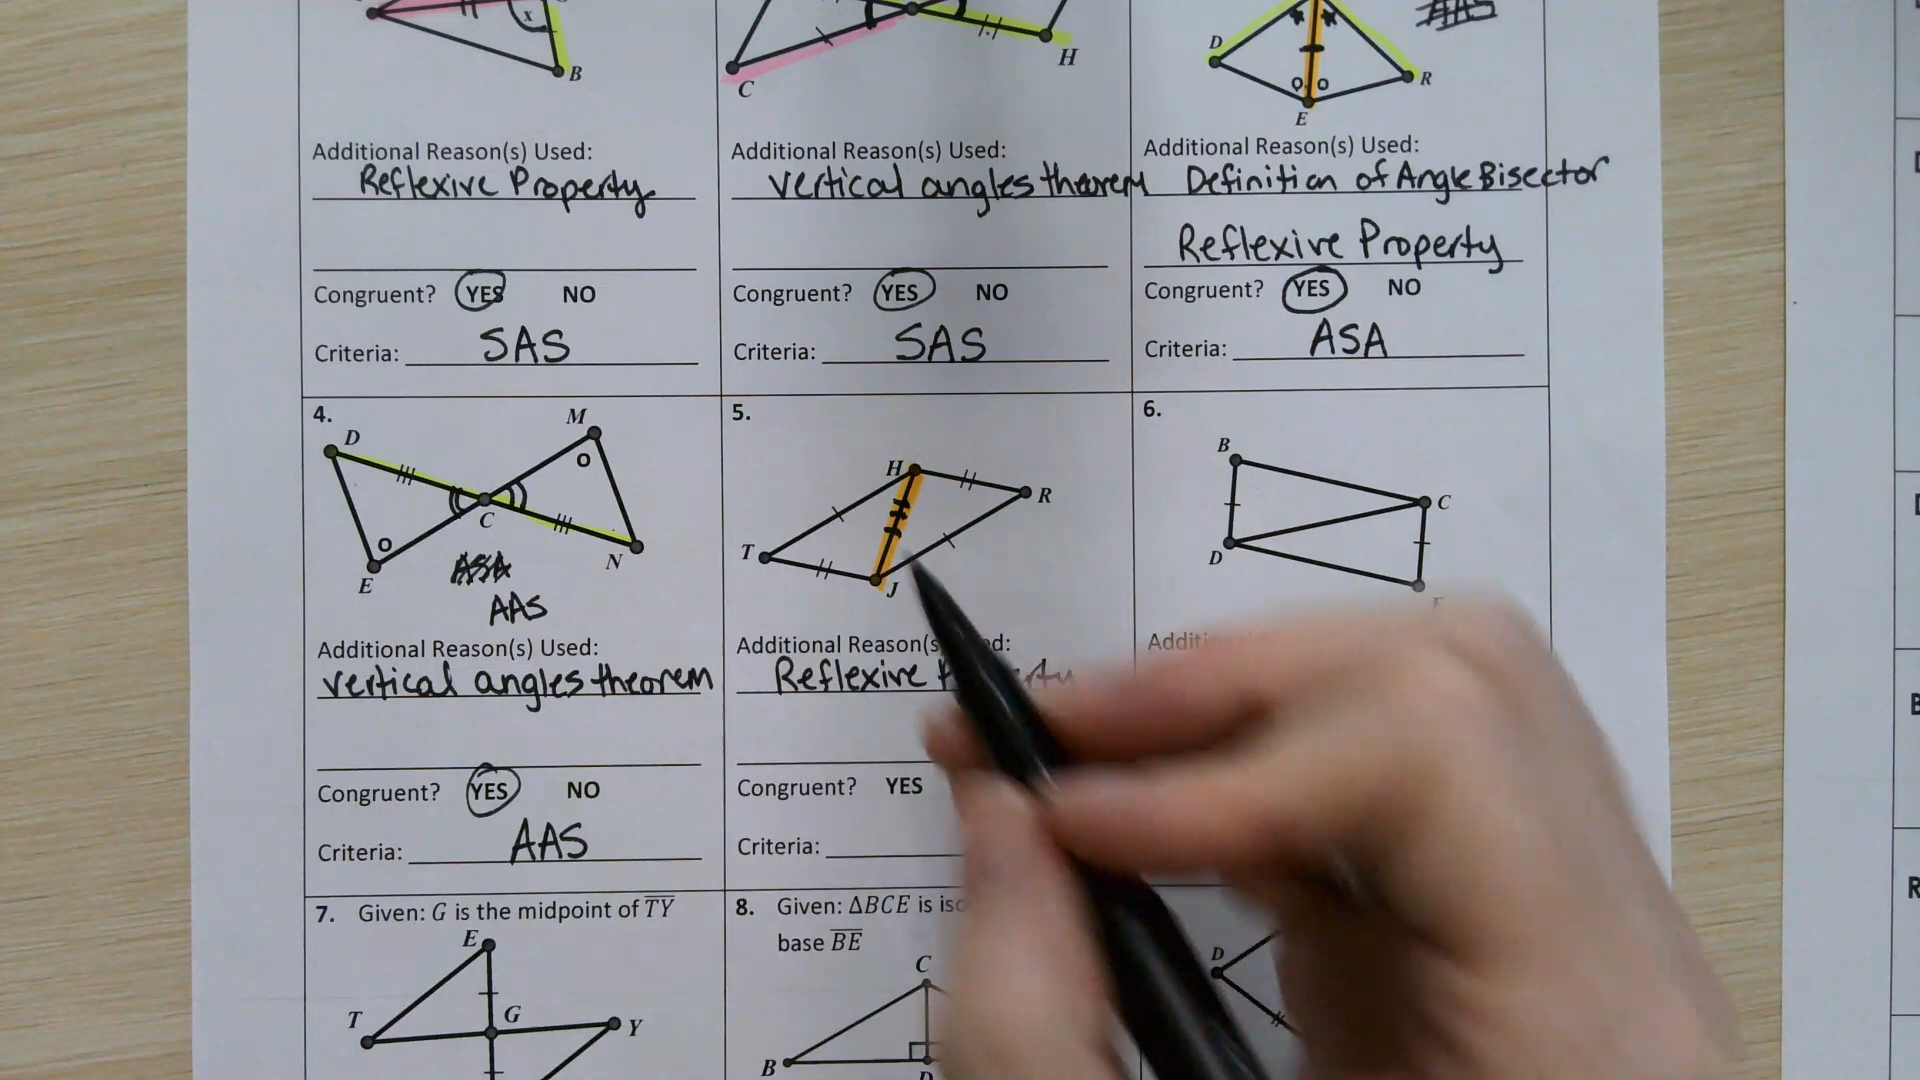 x
B
C
H
D
R
E
Additional Reason(s) Used:
Reflexive Property
Congruent? YES NO
Criteria: SAS
Additional Reason(s) Used:
vertical angles theorem
Congruent? YES NO
Criteria: SAS
Additional Reason(s) Used:
Definition of Angle Bisector
Reflexive Property
Congruent? YES NO
Criteria: ASA
4.
D
M
O
C
O
E
N
AAS
Additional Reason(s) Used:
vertical angles theorem
Congruent? YES NO
Criteria: AAS
5.
H
R
T
J
Additional Reason(s) Used:
Reflexive
Congruent? YES
Criteria:
6.
B
C
D
7. Given: G is the midpoint of TY
E
T
G
Y
8. Given: ΔBCE is
base BE
C
B
D
D